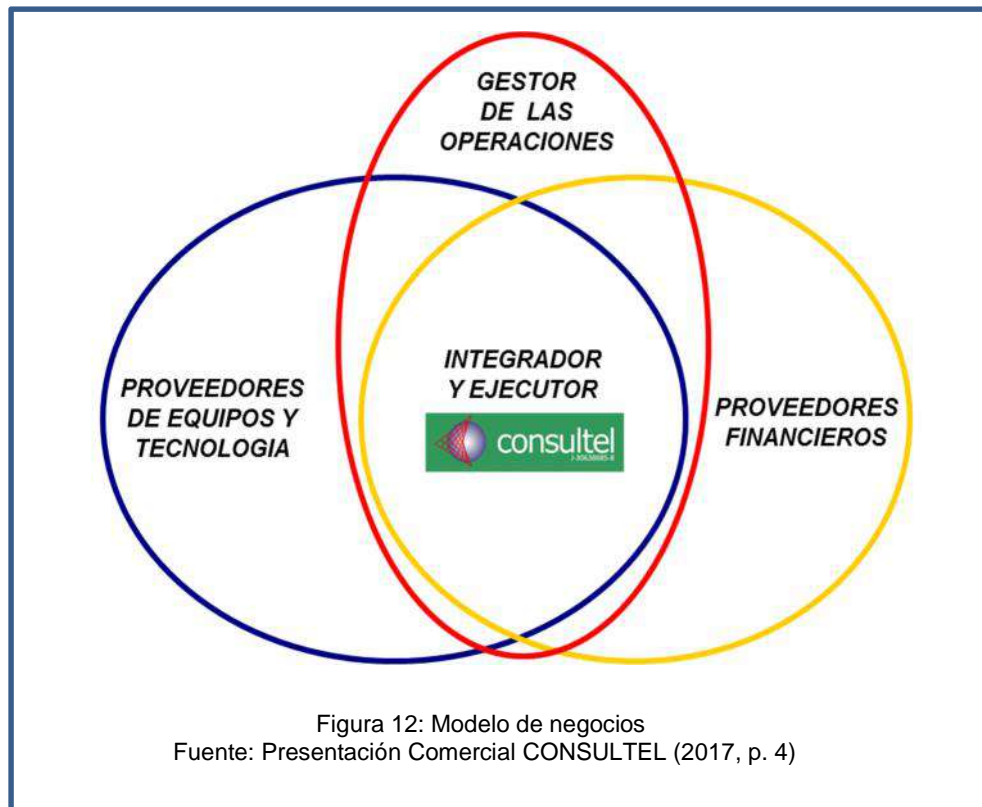 GESTOR
DE LAS
OPERACIONES
PROVEEDORES
DE EQUIPOS Y
TECNOLOGIA
INTEGRADOR
Y EJECUTOR
consultel
PROVEEDORES
FINANCIEROS
Figura 12: Modelo de negocios
Fuente: Presentación Comercial CONSULTEL (2017, p. 4)